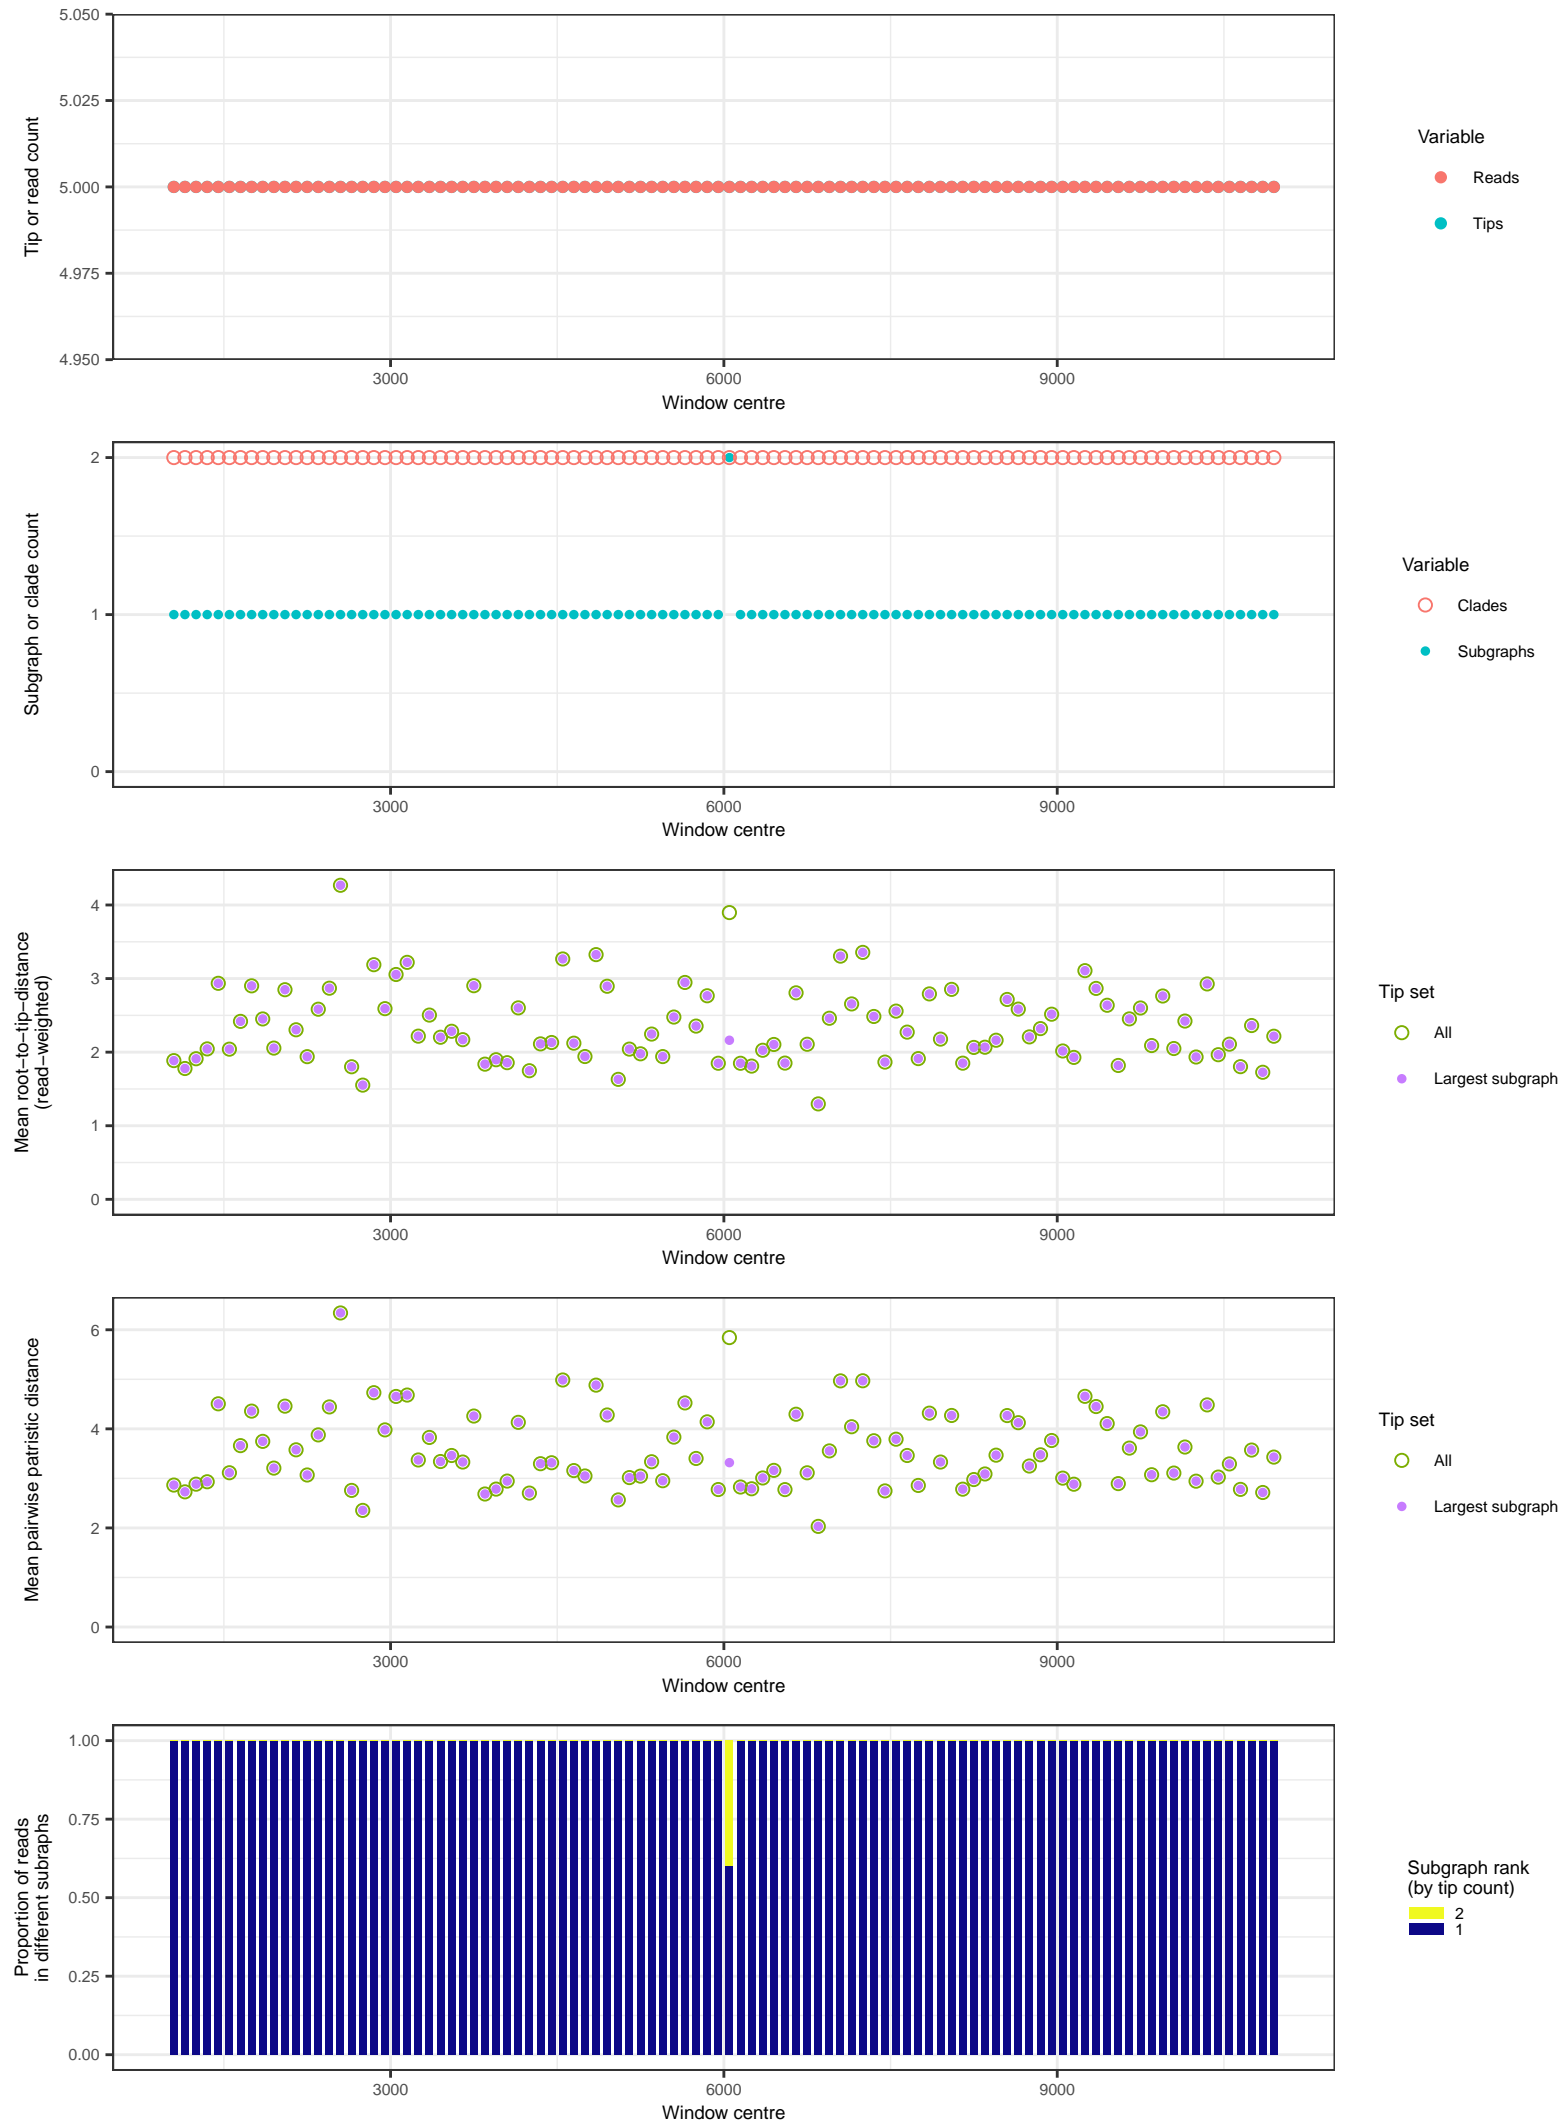 5.050
5.025
5.000
4.975
4.950
Tip or read count
3000 6000 9000
Window centre
Variable
Reads
Tips
2
1
0
Subgraph or clade count
3000 6000 9000
Window centre
Variable
Clades
Subgraphs
4
3
2
1
0
Mean root−to−tip−distance
(read−weighted)
3000 6000 9000
Window centre
Tip set
All
Largest subgraph
6
4
2
0
Mean pairwise patristic distance
3000 6000 9000
Window centre
Tip set
All
Largest subgraph
1.00
0.75
0.50
0.25
0.00
Proportion of reads
in different subraphs
3000 6000 9000
Window centre
Subgraph rank
(by tip count)
2
1